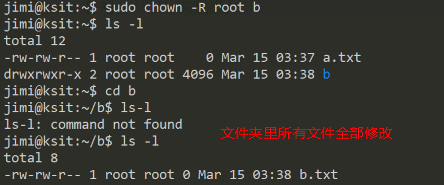 jimi@ksit:~$ sudo chown -R root b
jimi@ksit:~$ ls -l
total 12
-rw-rw-r-- 1 root root    0 Mar 15 03:37 a.txt
drwxrwxr-x 2 root root 4096 Mar 15 03:38 b
jimi@ksit:~$ cd b
jimi@ksit:~/b$ ls-l
ls-l: command not found
文件夹里所有文件全部修改
jimi@ksit:~/b$ ls -l
total 8
-rw-rw-r-- 1 root root 0 Mar 15 03:38 b.txt